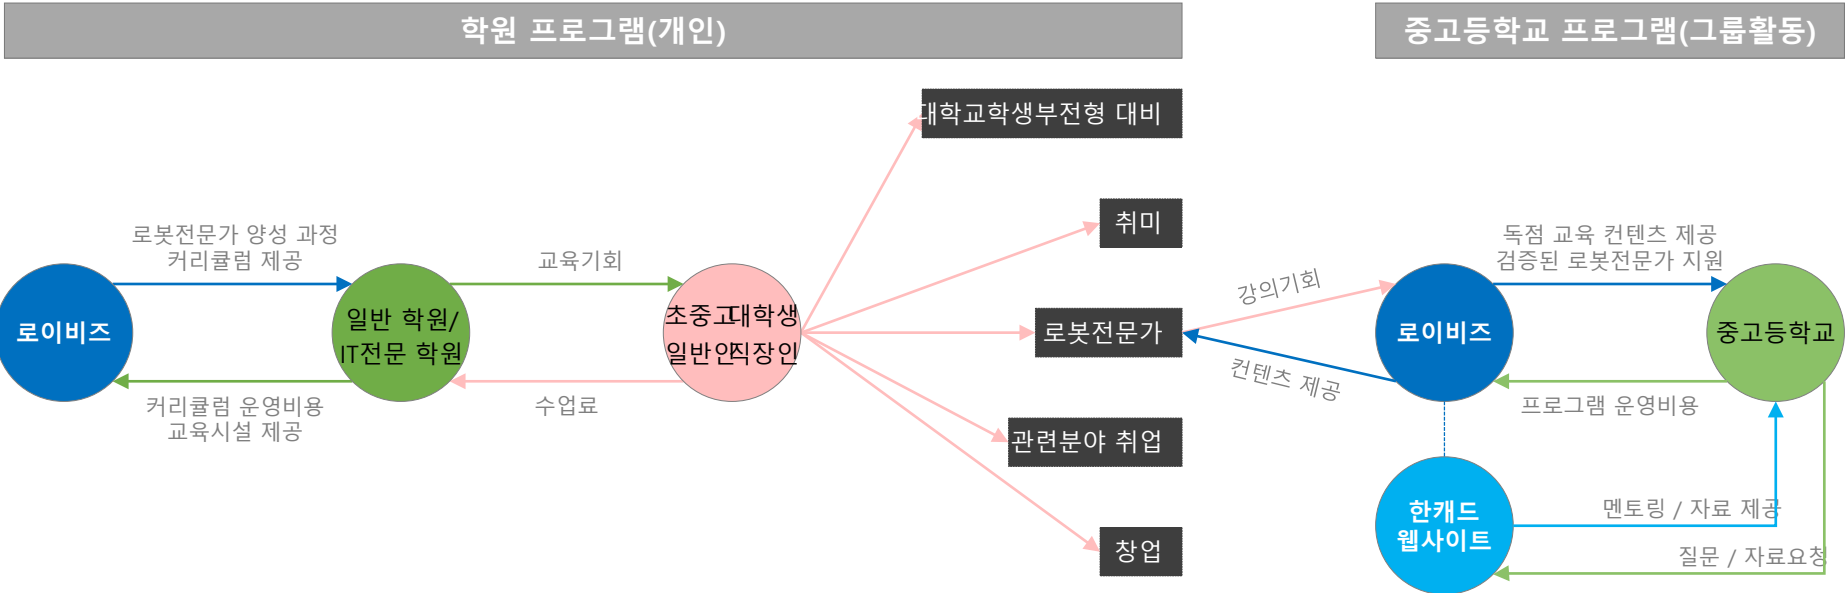 학원 프로그램(개인)
중고등학교 프로그램(그룹활동)
로이비즈
로봇전문가 양성 과정
커리큘럼 제공
커리큘럼 운영비용
교육시설 제공
일반 학원/
IT전문 학원
교육기회
수업료
초중고대학생
일반인직장인
대학교학생부전형 대비
취미
로봇전문가
관련분야 취업
창업
강의기회
컨텐츠 제공
로이비즈
독점 교육 컨텐츠 제공
검증된 로봇전문가 지원
프로그램 운영비용
중고등학교
한캐드
웹사이트
멘토링 / 자료 제공
질문 / 자료요청